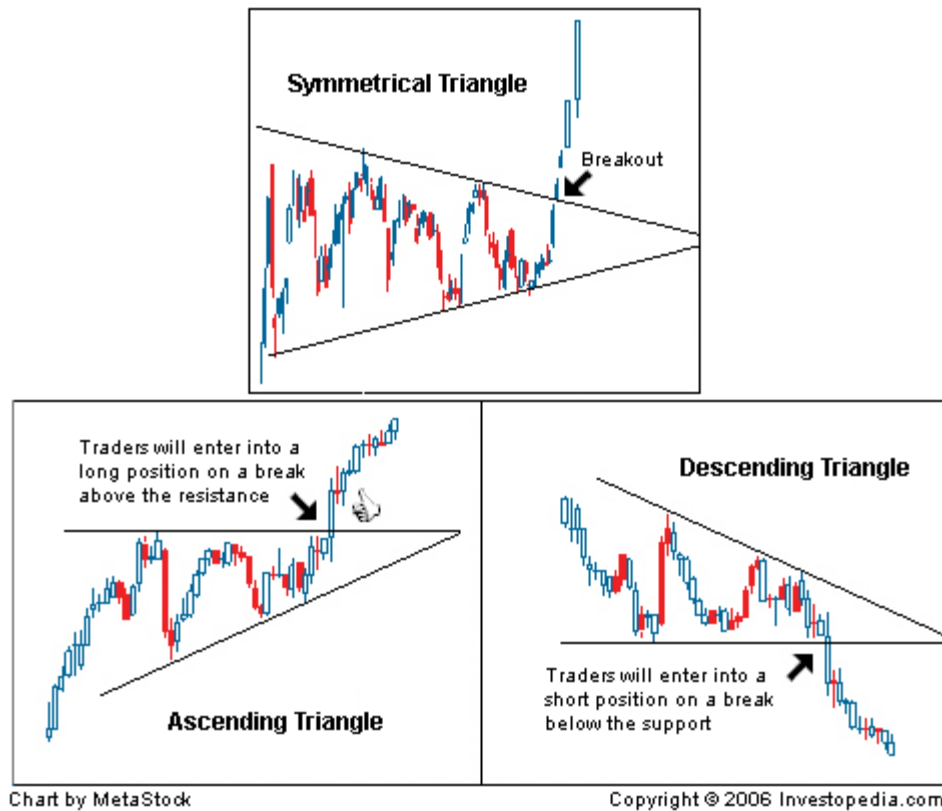 Symmetrical Triangle
Breakout
Traders will enter into a
long position on a break
above the resistance
Ascending Triangle
Descending Triangle
Traders will enter into a
short position on a break
below the support
Chart by MetaStock
Copyright © 2006 Investopedia.com